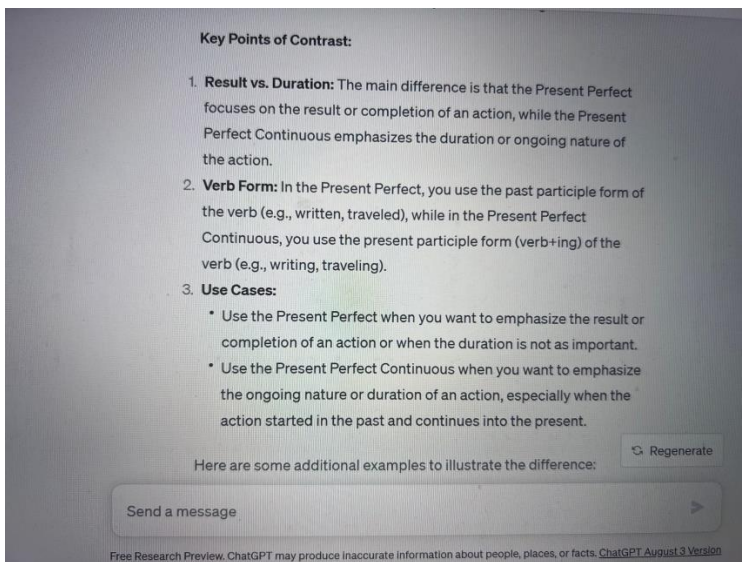 Key Points of Contrast:
1. Result vs. Duration: The main difference is that the Present Perfect
focuses on the result or completion of an action, while the Present
Perfect Continuous emphasizes the duration or ongoing nature of
the action.
2. Verb Form: In the Present Perfect, you use the past participle form of
the verb (e.g., written, traveled), while in the Present Perfect
Continuous, you use the present participle form (verb+ing) of the
verb (e.g., writing, traveling).
3. Use Cases:
• Use the Present Perfect when you want to emphasize the result or
completion of an action or when the duration is not as important.
• Use the Present Perfect Continuous when you want to emphasize
the ongoing nature or duration of an action, especially when the
action started in the past and continues into the present.
Regenerate
Here are some additional examples to illustrate the difference:
Send a message
Free Research Preview. ChatGPT may produce inaccurate information about people, places, or facts. ChatGPT August 3 Version